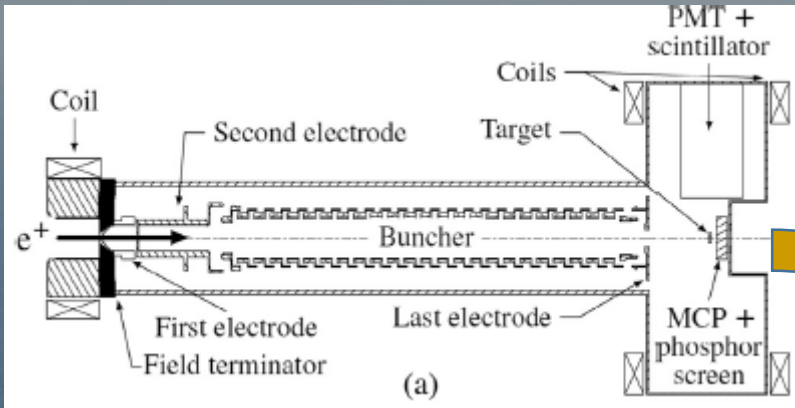 PMT +
scintillator
Coils
Coil
Second electrode
Target
e+
Buncher
First electrode
Last electrode
MCP +
phosphor
screen
Field terminator
(a)